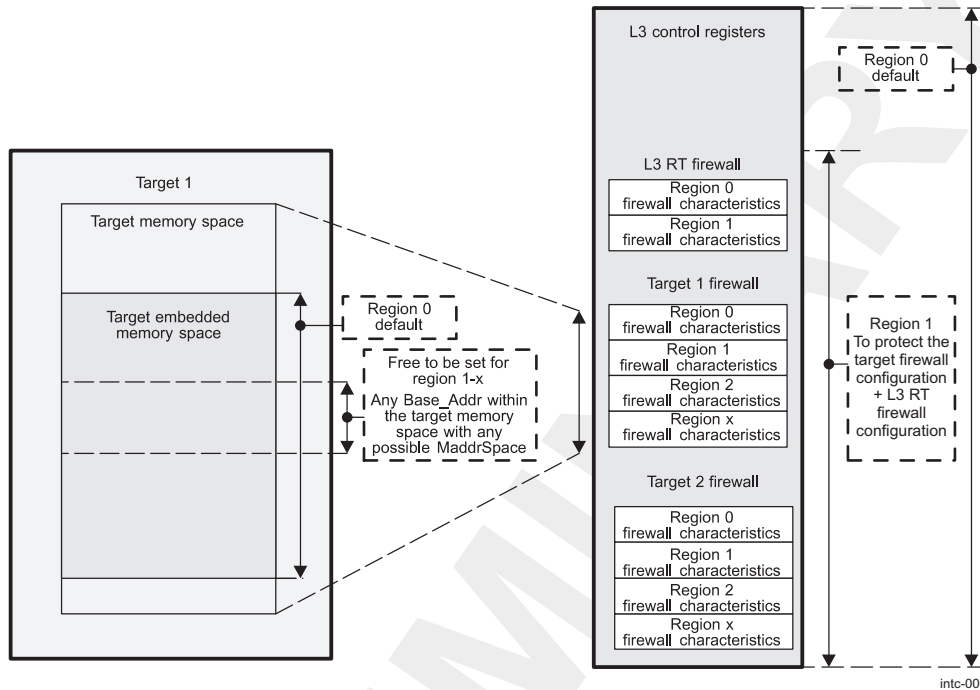 Target 1
Target memory space
Target embedded
memory space
Region 0
default
Free to be set for
region 1-x
Any Base_Addr within
the target memory
space with any
possible MaddrSpace
L3 control registers
L3 RT firewall
Region 0
firewall characteristics
Region 1
firewall characteristics
Target 1 firewall
Region 0
firewall characteristics
Region 1
firewall characteristics
Region 2
firewall characteristics
Region x
firewall characteristics
Target 2 firewall
Region 0
firewall characteristics
Region 1
firewall characteristics
Region 2
firewall characteristics
Region x
firewall characteristics
Region 0
default
Region 1
To protect the
target firewall
configuration
+ L3 RT
firewall
configuration
intc-00